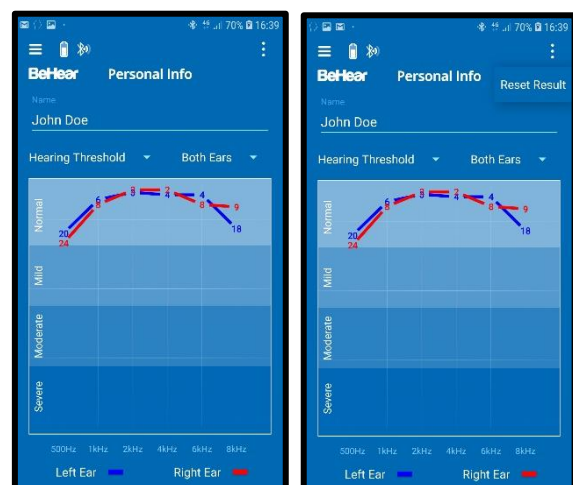 70% 16:39
BeHear Personal Info
Name
John Doe
Hearing Threshold Both Ears
Normal
Mild
Moderate
Severe
20 6 4 4 18
24 8 8 2 8 9
500Hz 1kHz 2kHz 4kHz 6kHz 8kHz
Left Ear Right Ear
70% 16:39
BeHear Personal Info
Reset Result
Name
John Doe
Hearing Threshold Both Ears
Normal
Mild
Moderate
Severe
20 6 4 4 18
24 8 8 2 8 9
500Hz 1kHz 2kHz 4kHz 6kHz 8kHz
Left Ear Right Ear